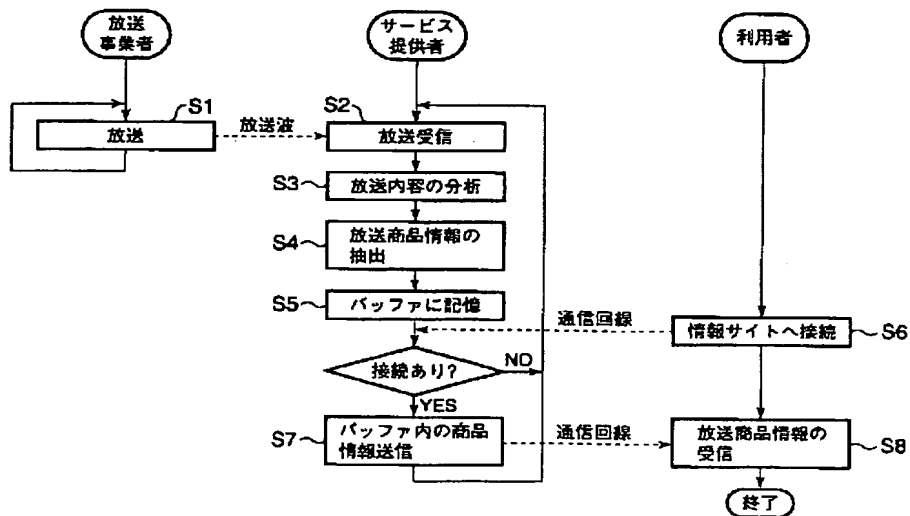 放送
事業者
サービス
提供者
利用者
S1
放送
放送波
S2
放送受信
S3
放送内容の分析
S4
放送商品情報の
抽出
S5
バッファに記憶
通信回線
情報サイトへ接続
S6
接続あり?
NO
YES
S7
バッファ内の商品
情報送信
通信回線
放送商品情報の
受信
S8
終了